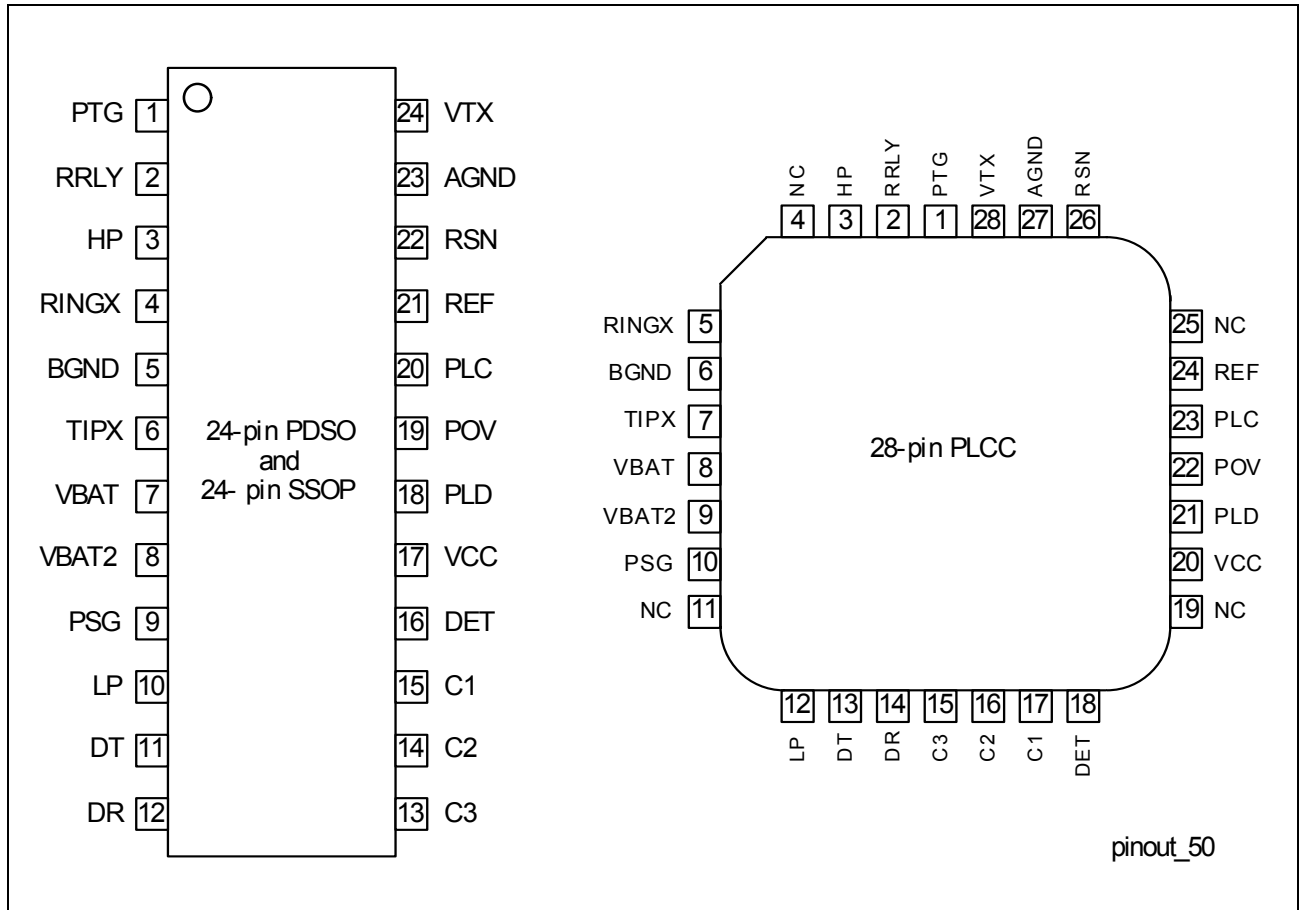 PTG 1 24 VTX
RRLY 2 23 AGND
HP 3 22 RSN
RINGX 4 21 REF
BGND 5 20 PLC
TIPX 6 19 POV
VBAT 7 18 PLD
VBAT2 8 17 VCC
PSG 9 16 DET
LP 10 15 C1
DT 11 14 C2
DR 12 13 C3
24-pin PDSO
and
24- pin SSOP
NC HP RRLY PTG VTX AGND RSN
4 3 2 1 28 27 26
RINGX 5 25 NC
BGND 6 24 REF
TIPX 7 23 PLC
VBAT 8 22 POV
VBAT2 9 21 PLD
PSG 10 20 VCC
NC 11 19 NC
28-pin PLCC
12 13 14 15 16 17 18
LP DT DR C3 C2 C1 DET
pinout_50